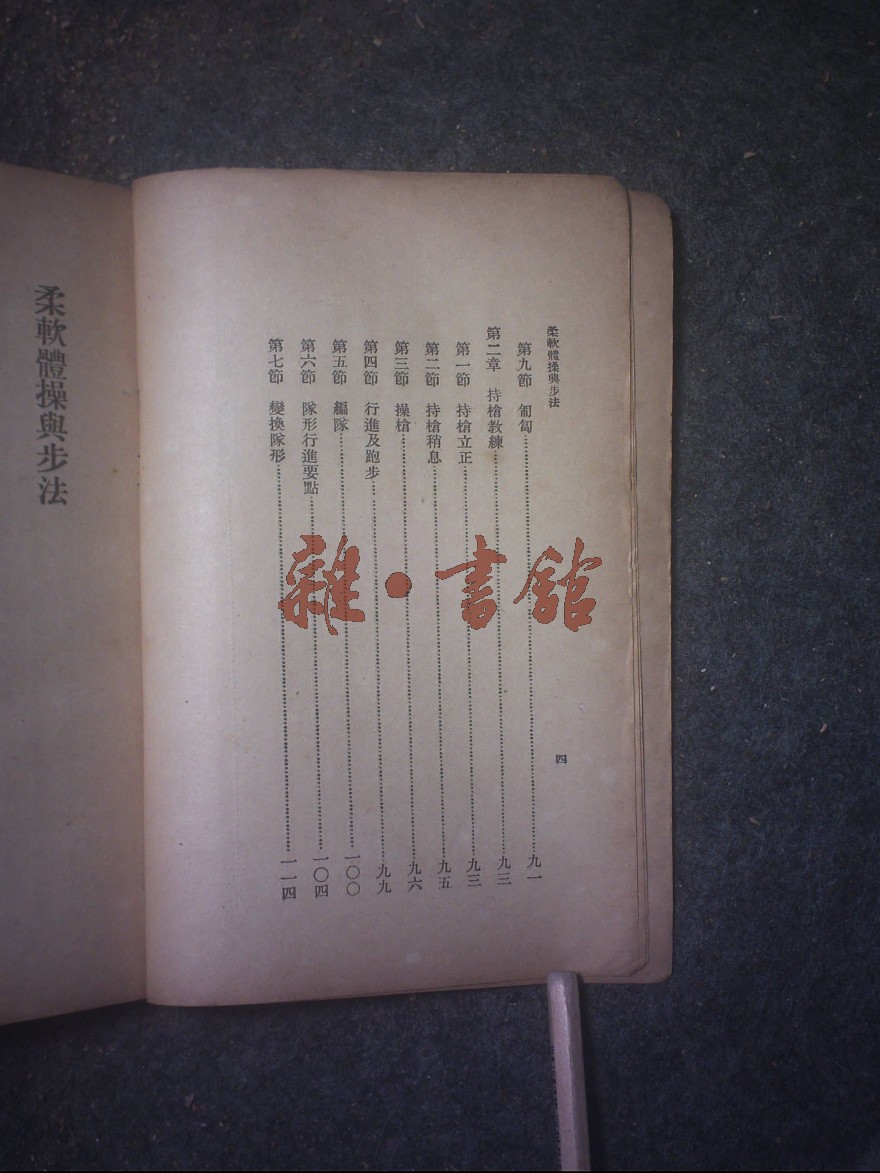 柔軟體操與步法
四
第九節 匍匐……九一
第二章 持槍教練……九三
第一節 持槍立正……九三
第二節 持槍稍息……九五
第三節 操槍……九六
第四節 行進及跑步……九九
第五節 編隊……一〇〇
第六節 隊形行進要點……一〇四
第七節 變換隊形……一一四
柔軟體操與步法
雜·書館